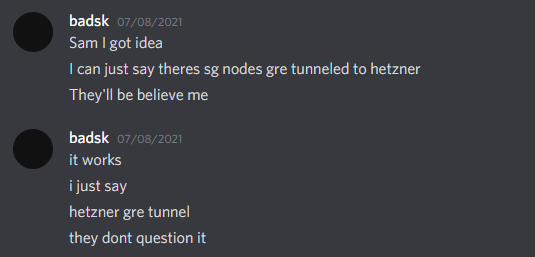 badsk 07/08/2021
Sam I got idea
I can just say theres sg nodes gre tunneled to hetzner
They'll be believe me
badsk 07/08/2021
it works
i just say
hetzner gre tunnel
they dont question it